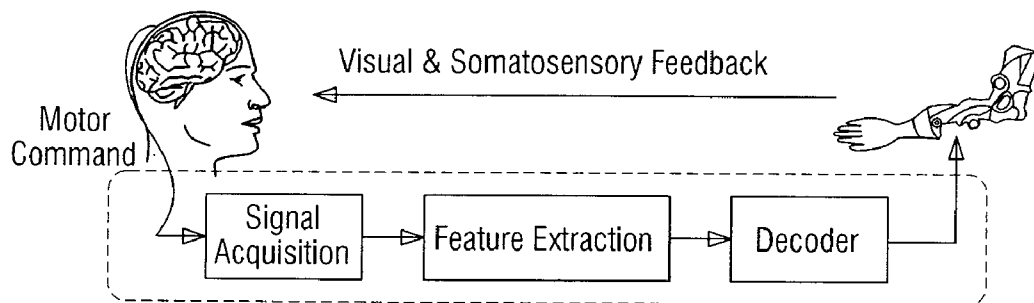 Visual & Somatosensory Feedback
Motor
Command
Signal
Acquisition
Feature Extraction
Decoder